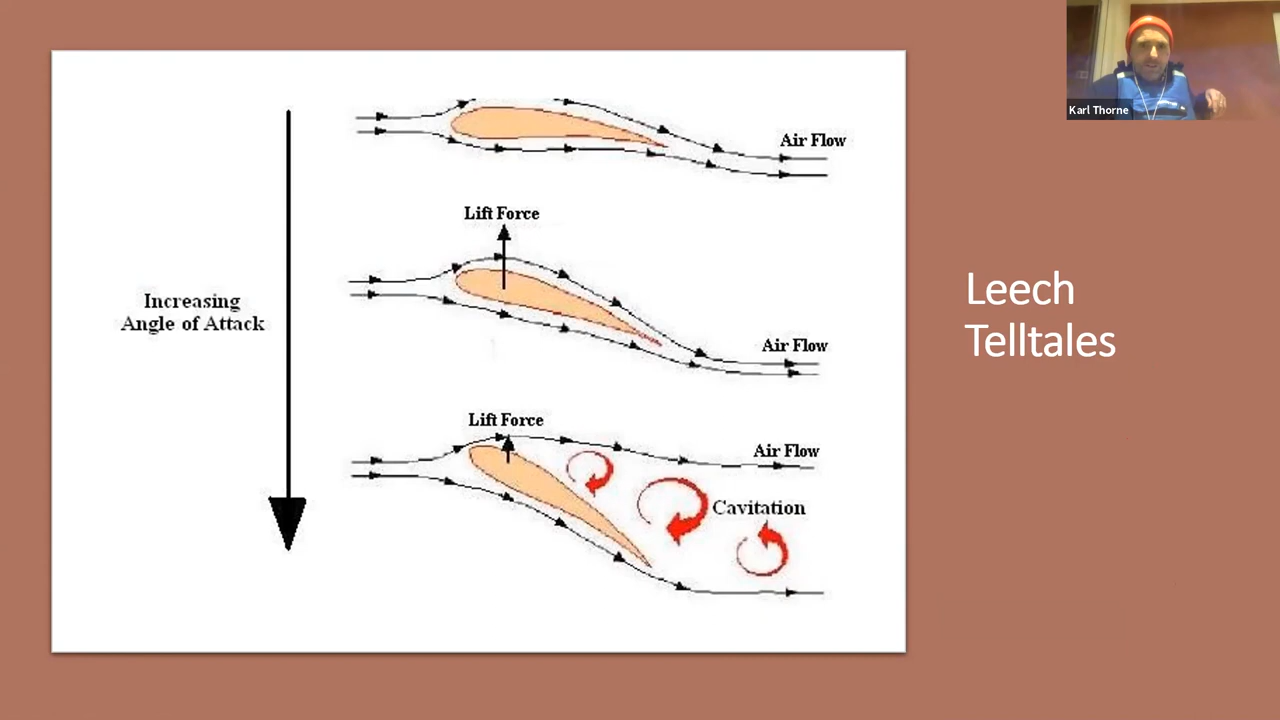 Air Flow
Lift Force
Increasing
Angle of Attack
Air Flow
Lift Force
Air Flow
Cavitation
Leech
Telltales
Karl Thorne